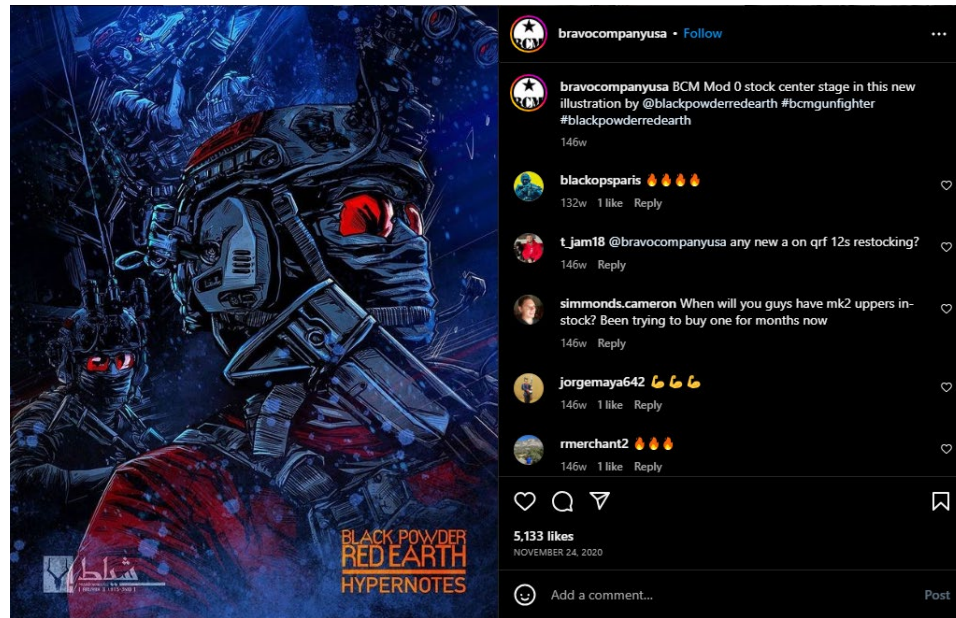 bravocompanyusa • Follow
bravocompanyusa BCM Mod 0 stock center stage in this new
illustration by @blackpowderredearth #bcmgunfighter
#blackpowderredearth
146w
blackopsparis 🔥🔥🔥🔥
132w 1 like Reply
t_jam18 @bravocompanyusa any new a on qrf 12s restocking?
146w Reply
simmonds.cameron When will you guys have mk2 uppers in-
stock? Been trying to buy one for months now
146w Reply
jorgemaya642 💪💪💪
146w 1 like Reply
rmerchant2 🔥🔥🔥
146w 1 like Reply
5,133 likes
NOVEMBER 24, 2020
Add a comment...
Post
BLACK POWDER
RED EARTH
HYPERNOTES
BCM
BCM